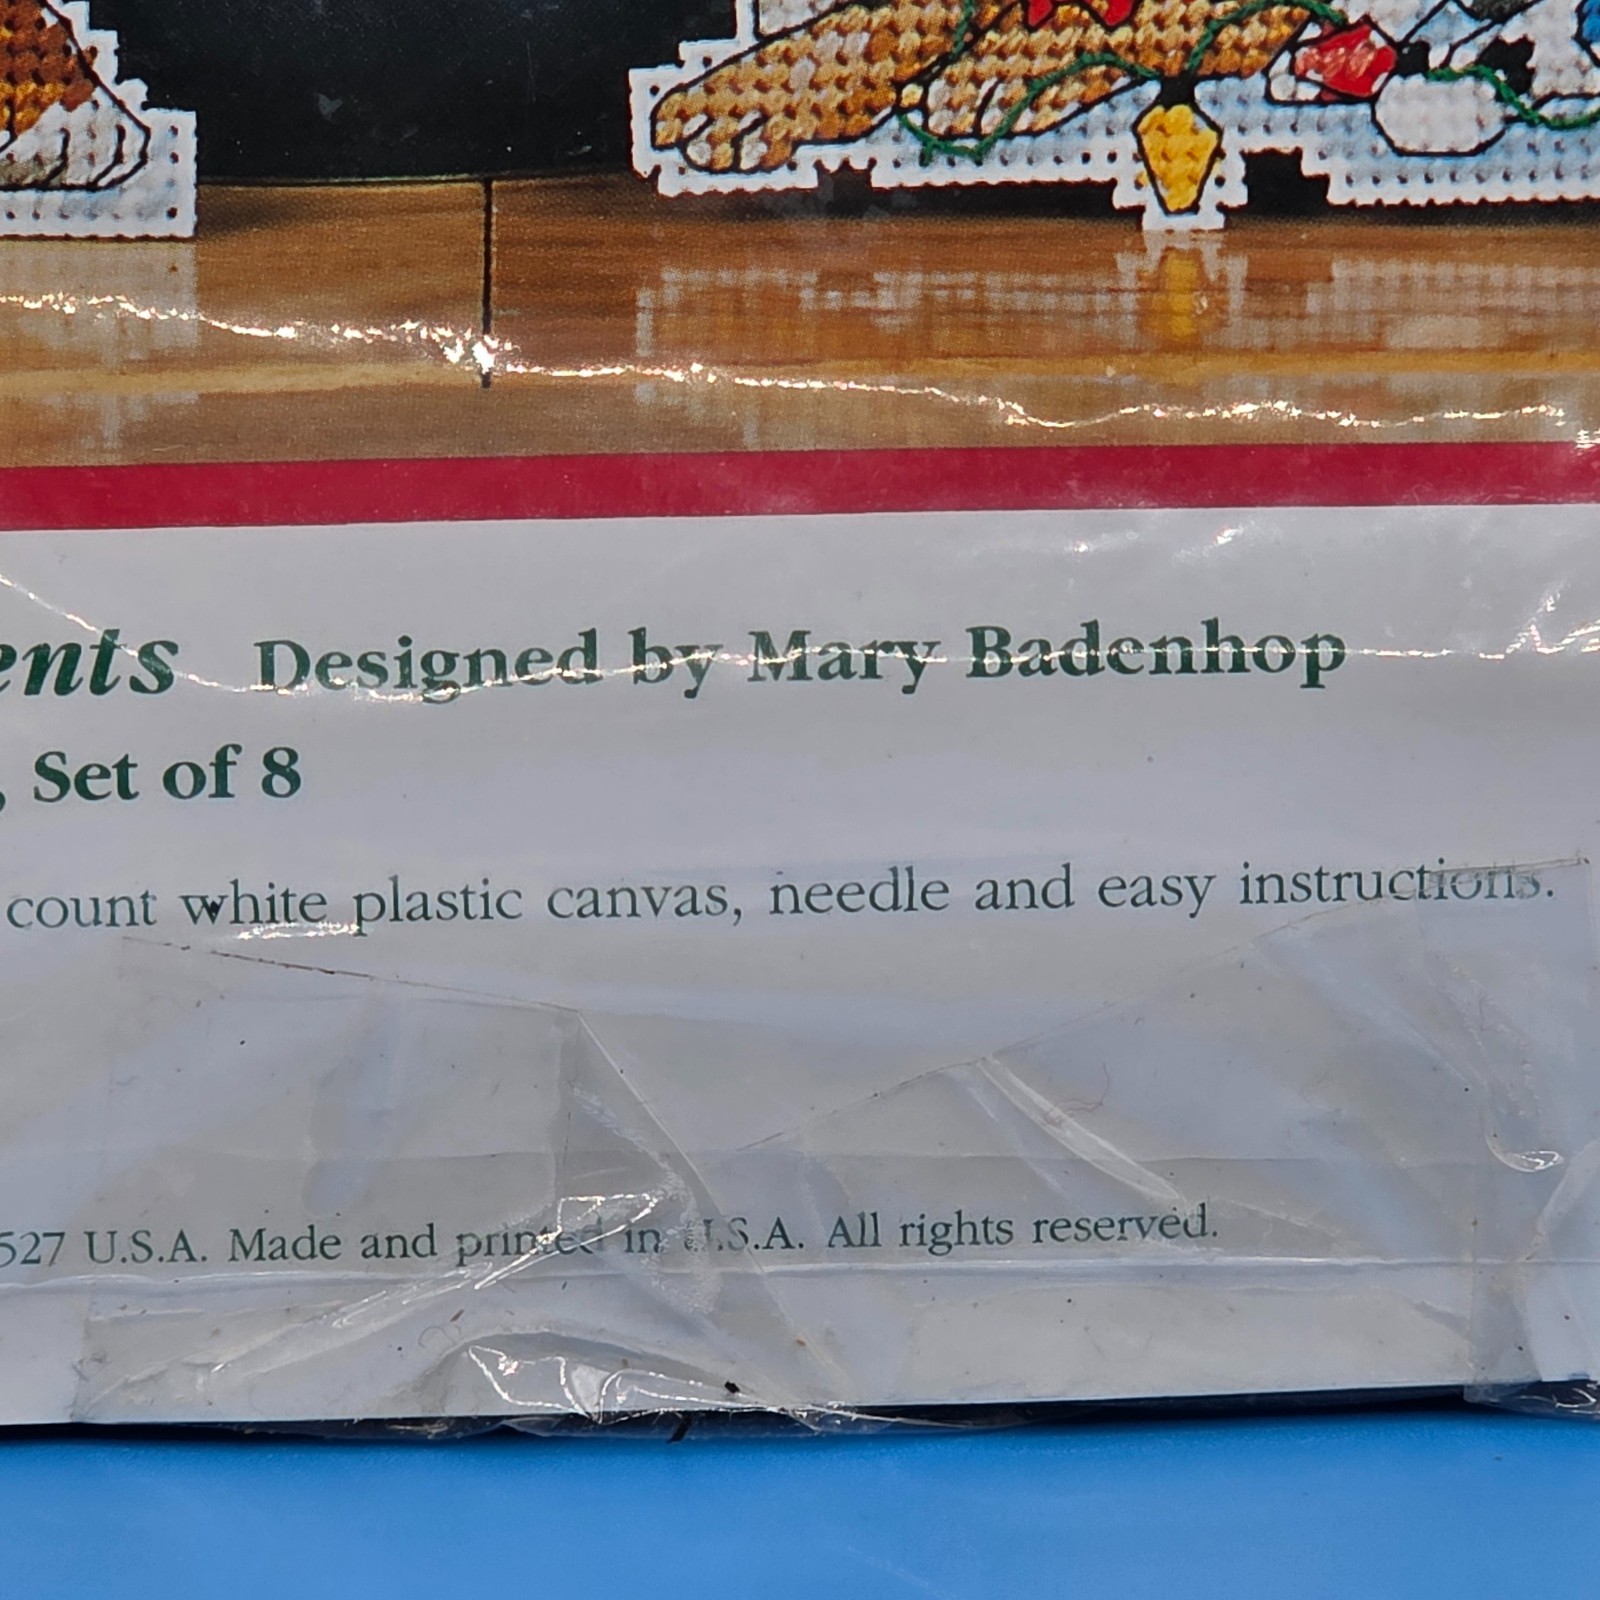 ents Designed by Mary Badenhop
, Set of 8
count white plastic canvas, needle and easy instructions.
527 U.S.A. Made and printed in U.S.A. All rights reserved.